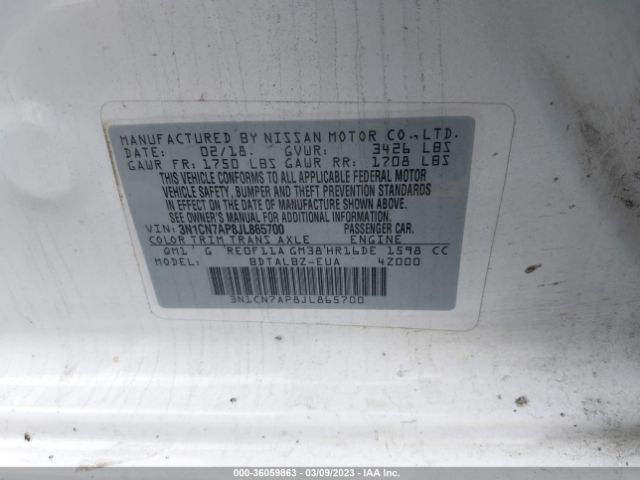 MANUFACTURED BY NISSAN MOTOR CO., LTD.
DATE: 02/18. GVWR: 3426 LBS
GAWR FR: 1750 LBS GAWR RR: 1708 LBS
THIS VEHICLE CONFORMS TO ALL APPLICABLE FEDERAL MOTOR
VEHICLE SAFETY, BUMPER AND THEFT PREVENTION STANDARDS
IN EFFECT ON THE DATE OF MANUFACTURE SHOWN ABOVE.
SEE OWNER'S MANUAL FOR MORE INFORMATION.
VIN: 3N1CN7AP8JL865700 PASSENGER CAR.
COLOR TRIM TRANS AXLE ENGINE
QM1 G RE0F11A GM38 HR16DE 1598 CC
MODEL: BDTALBZ-EUA 4Z000
3N1CN7AP8JL865700
000-36059863 - 03/09/2023 - IAA Inc.